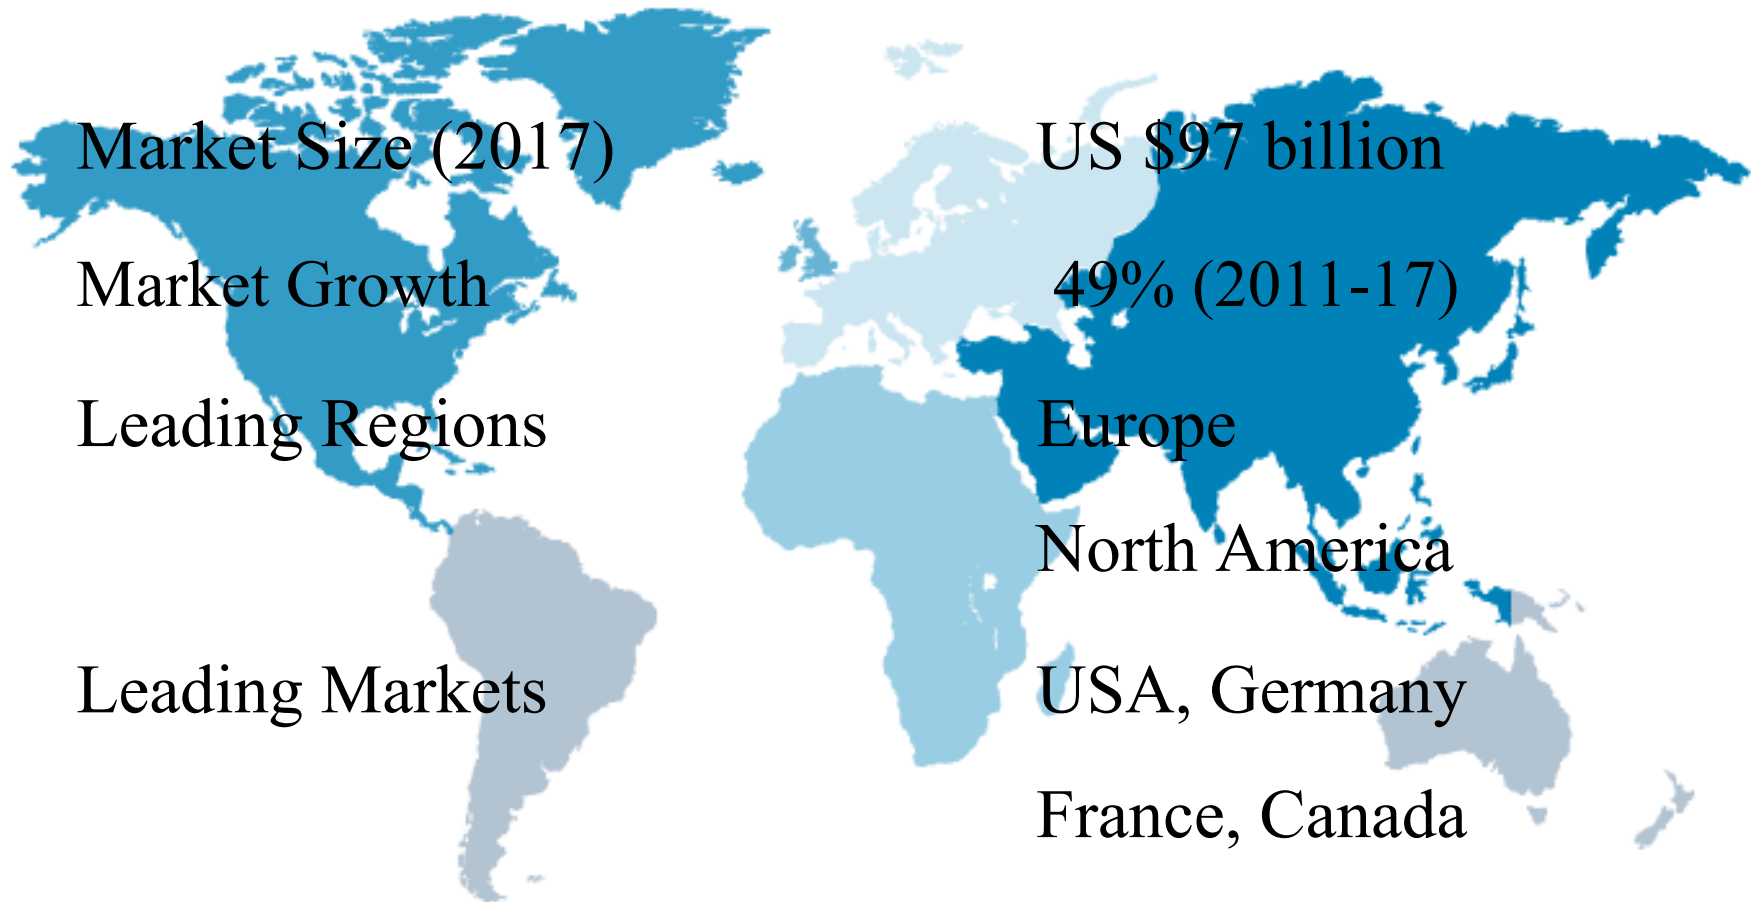 Market Size (2017) US $97 billion
Market Growth 49% (2011-17)
Leading Regions Europe
North America
Leading Markets USA, Germany
France, Canada